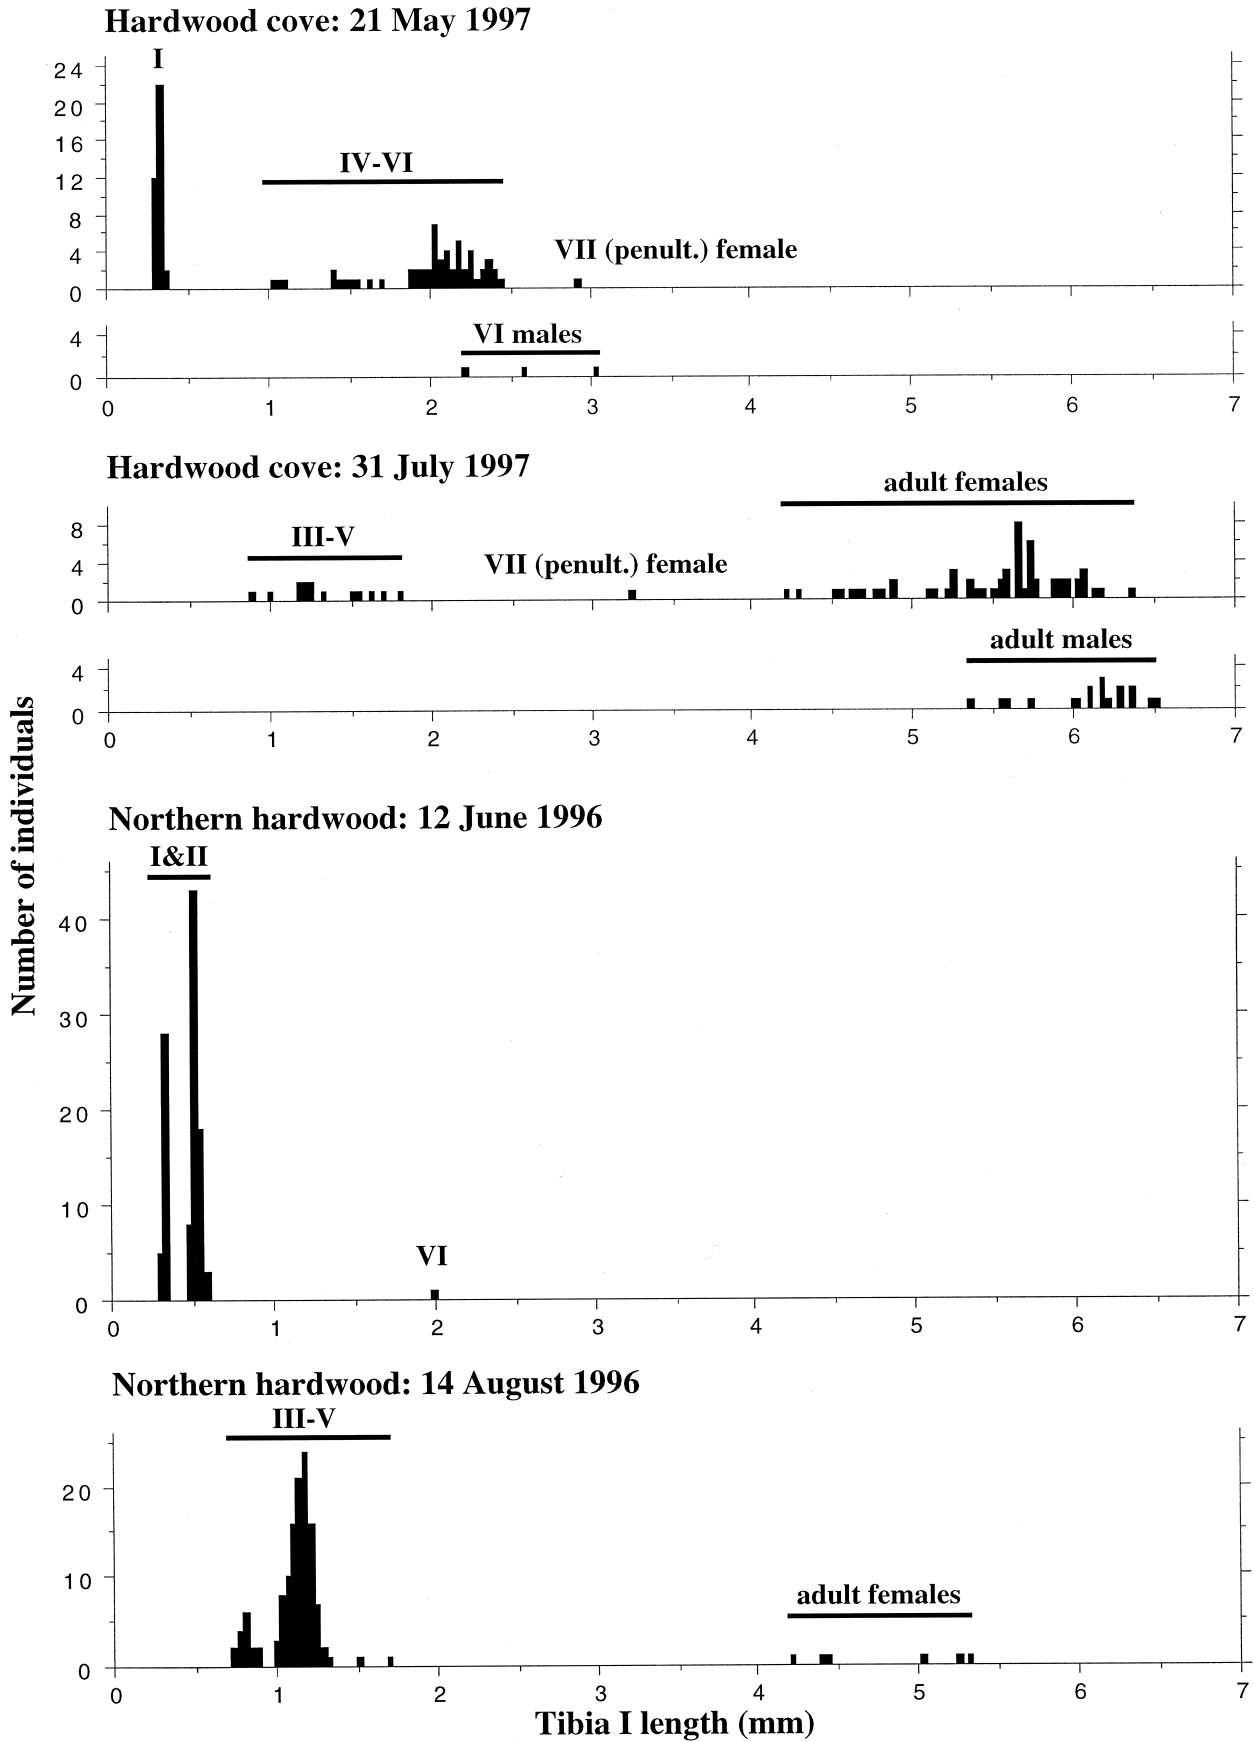 Hardwood cove: 21 May 1997
I
24
20
16
12
8
4
0
IV-VI
VII (penult.) female
4
0
VI males
0 1 2 3 4 5 6 7
Hardwood cove: 31 July 1997
adult females
8
4
0
III-V
VII (penult.) female
adult males
4
0
0 1 2 3 4 5 6 7
Number of individuals
Northern hardwood: 12 June 1996
I&II
40
30
20
10
0
VI
0 1 2 3 4 5 6 7
Northern hardwood: 14 August 1996
III-V
20
10
0
adult females
0 1 2 3 4 5 6 7
Tibia I length (mm)